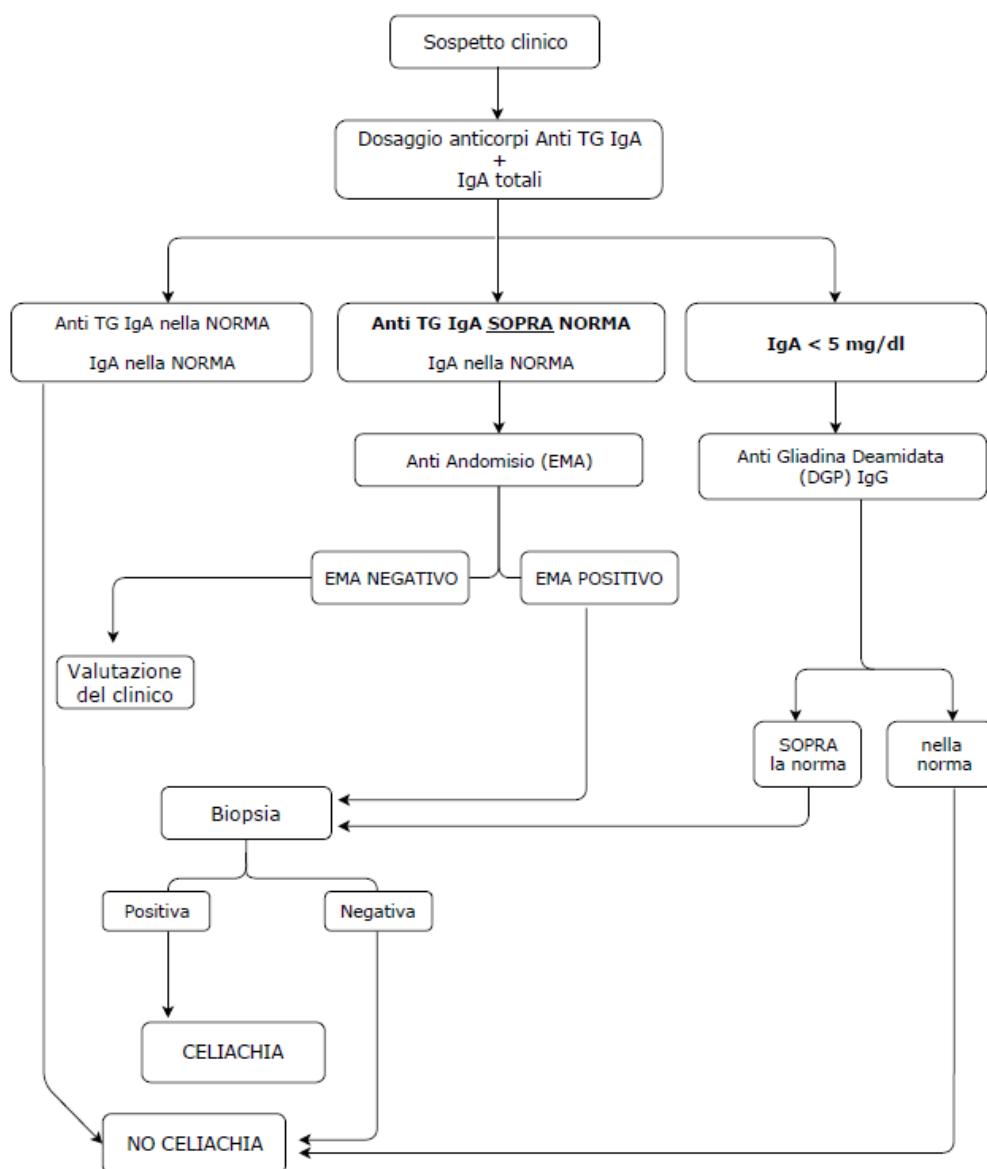 Sospetto clinico
Dosaggio anticorpi Anti TG IgA
+
IgA totali
Anti TG IgA nella NORMA
IgA nella NORMA
Anti TG IgA SOPRA NORMA
IgA nella NORMA
IgA < 5 mg/dl
Anti Andomisio (EMA)
Anti Gliadina Deamidata
(DGP) IgG
EMA NEGATIVO
EMA POSITIVO
Valutazione
del clinico
SOPRA
la norma
nella
norma
Biopsia
Positiva
Negativa
CELIACHIA
NO CELIACHIA